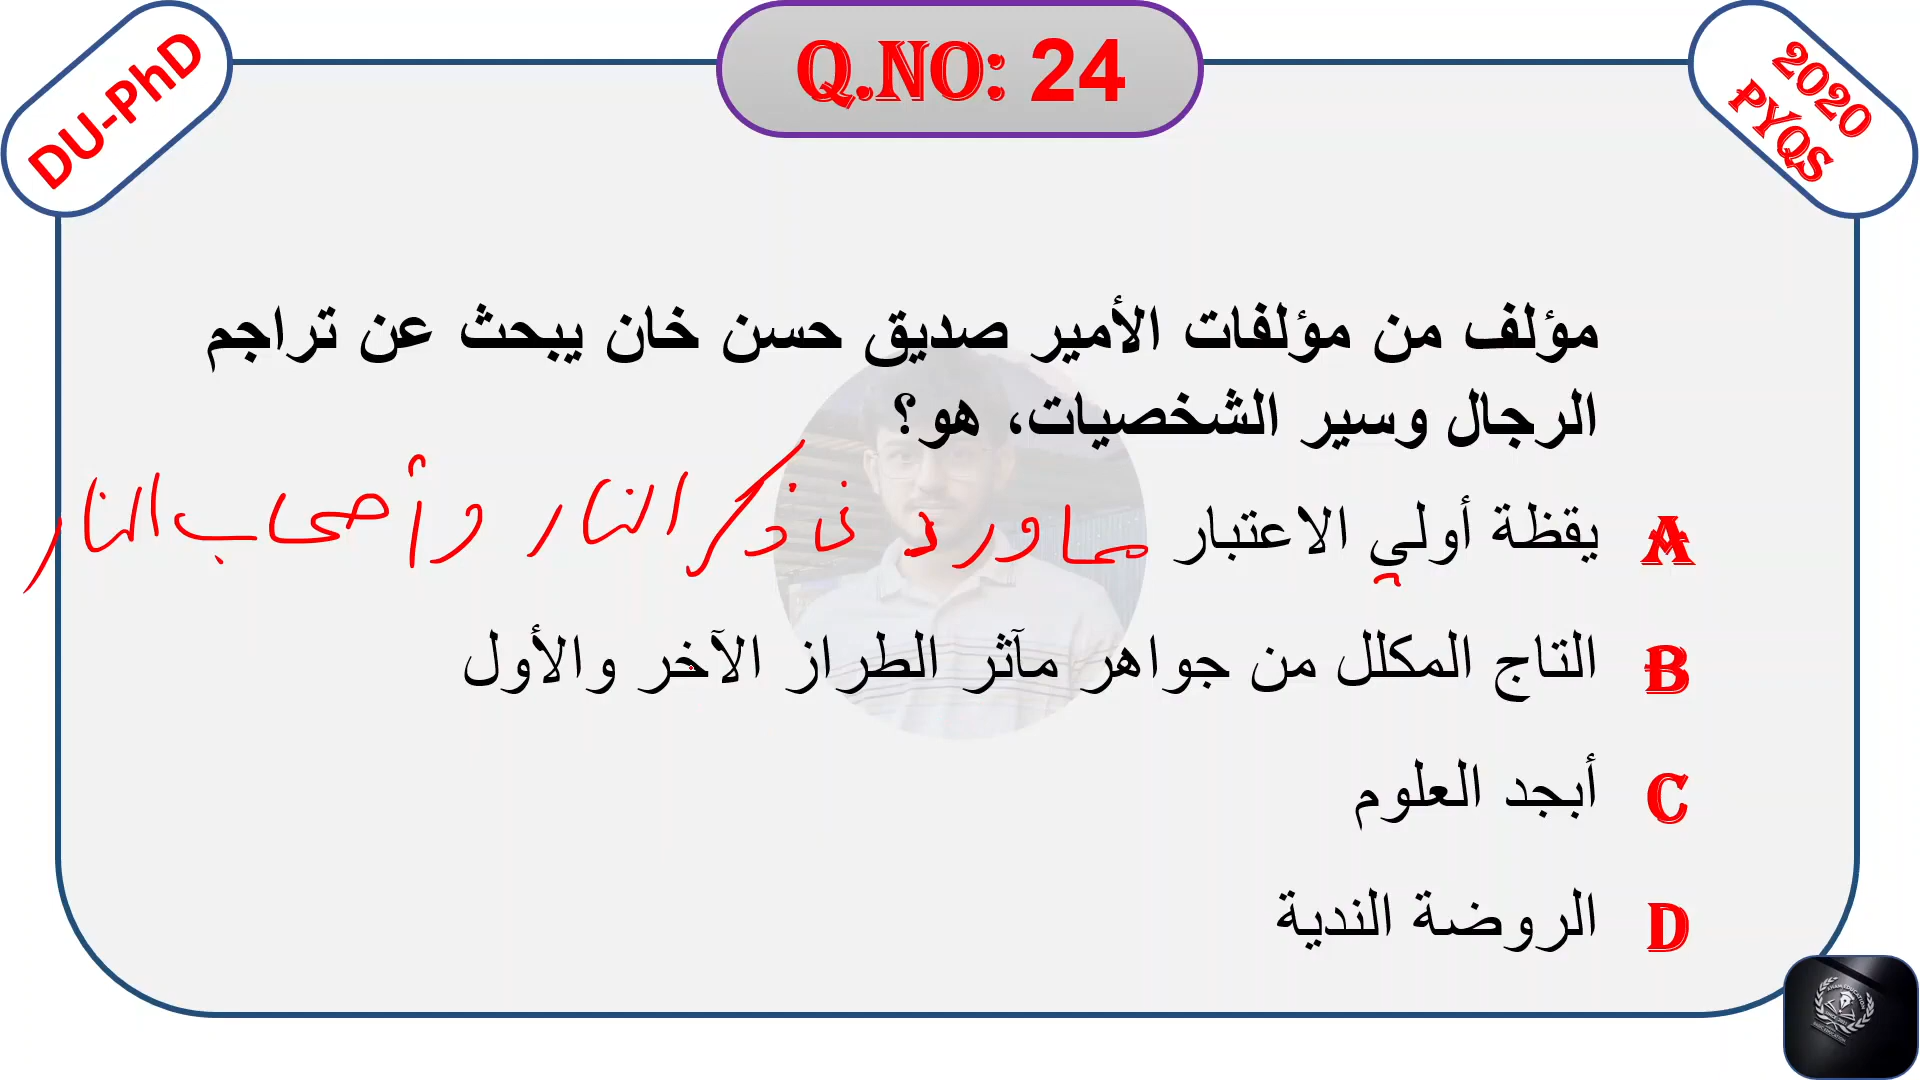 DU-PhD
Q.NO: 24
2020
PYQS
مؤلف من مؤلفات الأمير صديق حسن خان يبحث عن تراجم
الرجال وسير الشخصيات، هو؟
A يقظة أولي الاعتبار مما ورد في ذكر النار وأصحاب النار
B التاج المكلل من جواهر مآثر الطراز الآخر والأول
C أبجد العلوم
D الروضة الندية